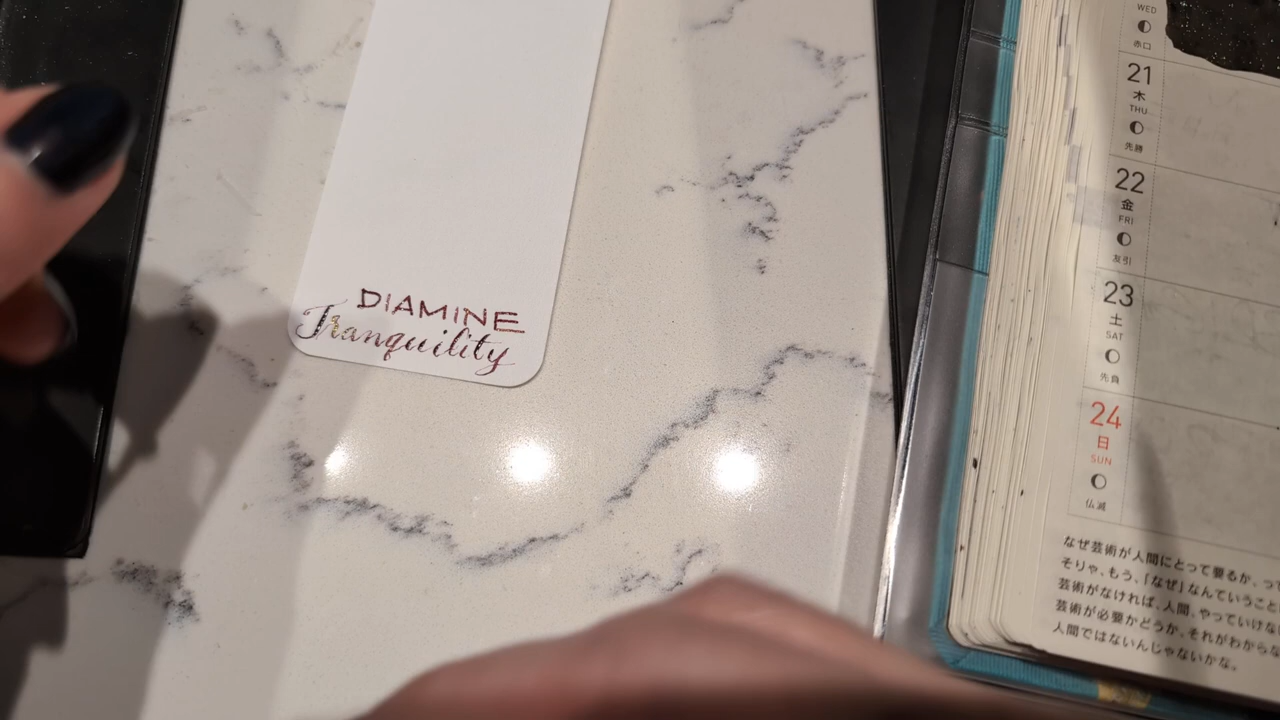 DIAMINE
Tranquility
WED
赤口
21
木
THU
先勝
22
金
FRI
友引
23
土
SAT
先負
24
日
SUN
仏滅
なぜ芸術が人間にとって要るか、って
そりゃ、もう、「なぜ」なんていうこと
芸術がなければ、人間、やっていけな
芸術が必要かどうか、それがわからな
人間ではないんじゃないかな。